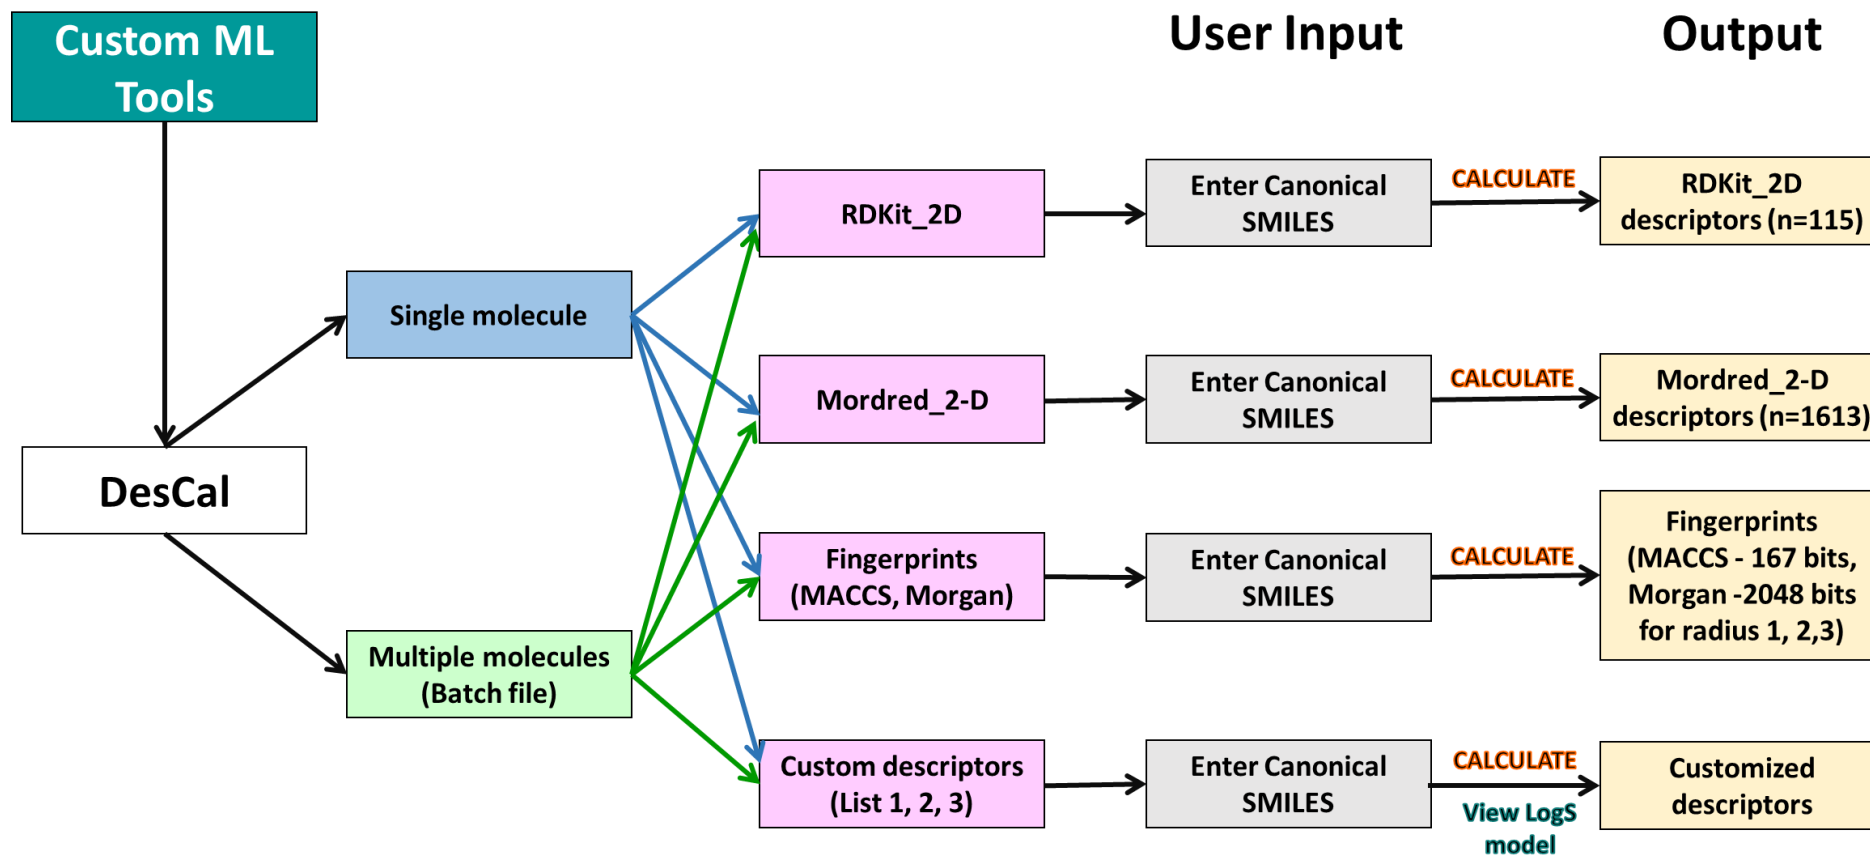 Custom ML
Tools
User Input
Output
DesCal
Single molecule
Multiple molecules
(Batch file)
RDKit_2D
Enter Canonical
SMILES
CALCULATE
RDKit_2D
descriptors (n=115)
Mordred_2-D
Enter Canonical
SMILES
CALCULATE
Mordred_2-D
descriptors (n=1613)
Fingerprints
(MACCS, Morgan)
Enter Canonical
SMILES
CALCULATE
Fingerprints
(MACCS - 167 bits,
Morgan -2048 bits
for radius 1, 2,3)
Custom descriptors
(List 1, 2, 3)
Enter Canonical
SMILES
CALCULATE
View LogS
model
Customized
descriptors